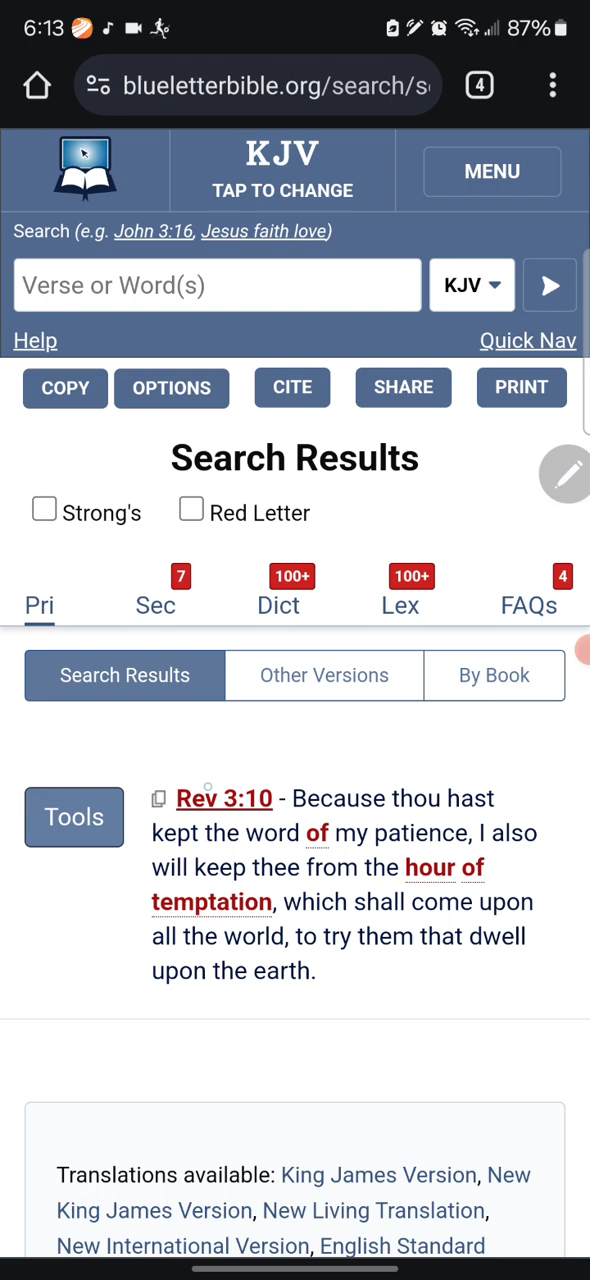 6:13 87%
blueletterbible.org/search/s 4
KJV
TAP TO CHANGE
MENU
Search (e.g. John 3:16, Jesus faith love)
Verse or Word(s) KJV
Help Quick Nav
COPY OPTIONS CITE SHARE PRINT
Search Results
Strong's Red Letter
7 100+ 100+ 4
Pri Sec Dict Lex FAQs
Search Results Other Versions By Book
Tools
Rev 3:10 - Because thou hast
kept the word of my patience, I also
will keep thee from the hour of
temptation, which shall come upon
all the world, to try them that dwell
upon the earth.
Translations available: King James Version, New
King James Version, New Living Translation,
New International Version, English Standard